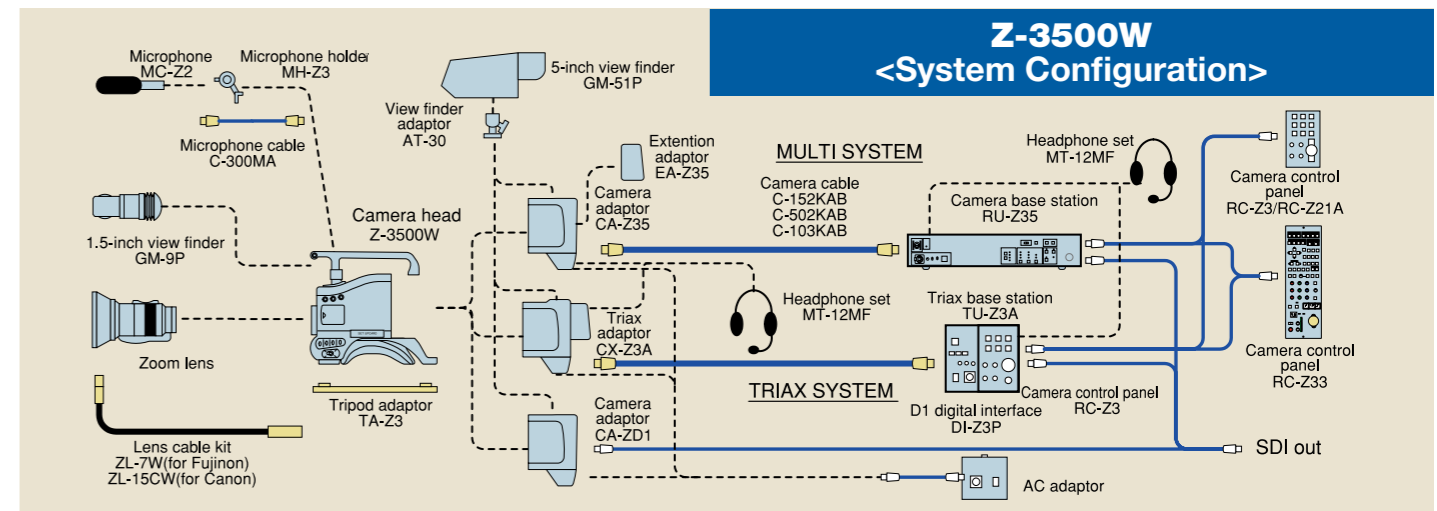 Z-3500W
<System Configuration>
Microphone
MC-Z2
Microphone holder
MH-Z3
Microphone cable
C-300MA
5-inch view finder
GM-51P
View finder
adaptor
AT-30
Extention
adaptor
EA-Z35
Camera
adaptor
CA-Z35
MULTI SYSTEM
Camera cable
C-152KAB
C-502KAB
C-103KAB
Camera base station
RU-Z35
Headphone set
MT-12MF
Camera control
panel
RC-Z3/RC-Z21A
1.5-inch view finder
GM-9P
Camera head
Z-3500W
Zoom lens
Tripod adaptor
TA-Z3
Lens cable kit
ZL-7W(for Fujinon)
ZL-15CW(for Canon)
Triax
adaptor
CX-Z3A
Headphone set
MT-12MF
Triax base station
TU-Z3A
TRIAX SYSTEM
Camera control panel
RC-Z3
D1 digital interface
DI-Z3P
Camera control
panel
RC-Z33
Camera
adaptor
CA-ZD1
SDI out
AC adaptor